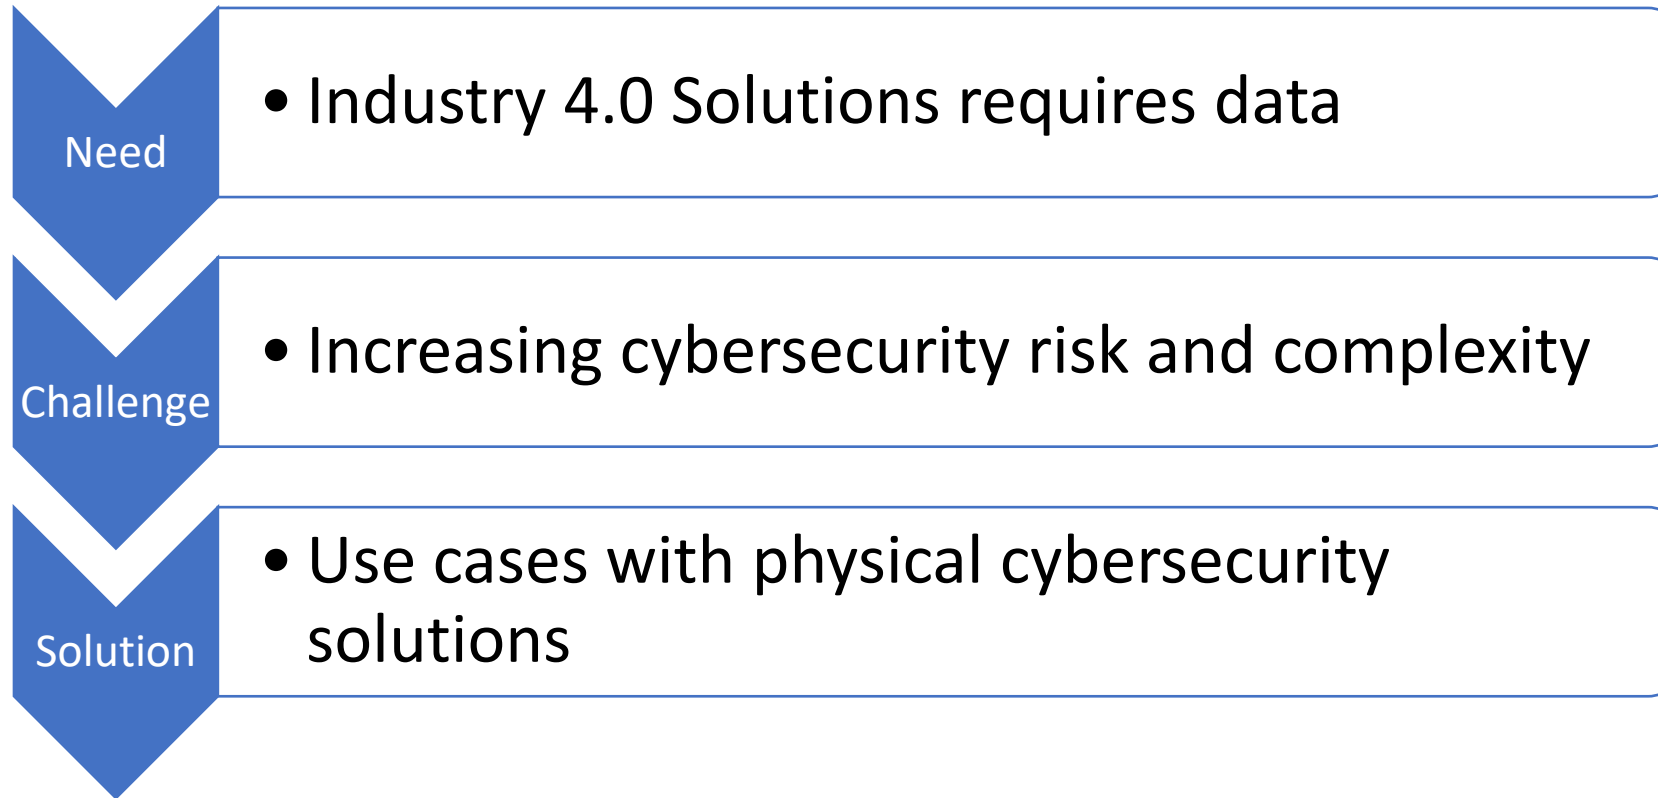 Need
• Industry 4.0 Solutions requires data
Challenge
• Increasing cybersecurity risk and complexity
Solution
• Use cases with physical cybersecurity
solutions